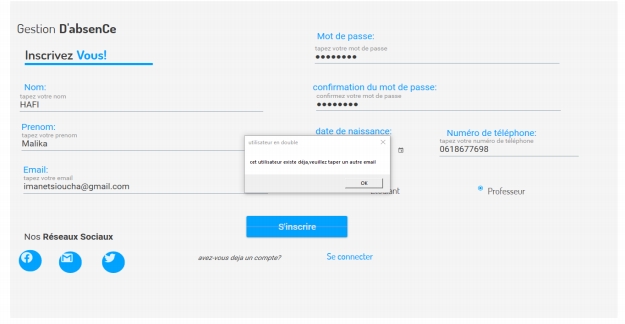 Gestion D'absenCe
Inscrivez Vous!
Nom:
tapez votre nom
HAFI
Prenom:
tapez votre prenom
Malika
Email:
tapez votre email
imanetsioucha@gmail.com
Mot de passe:
tapez votre mot de passe
confirmation du mot de passe:
confirmez votre mot de passe
date de naissance:
Numéro de téléphone:
tapez votre numéro de téléphone
0618677698
utilisateur en double
cet utilisateur existe déja,veuillez taper un autre email
OK
Professeur
S'inscrire
Nos Réseaux Sociaux
avez-vous deja un compte?
Se connecter